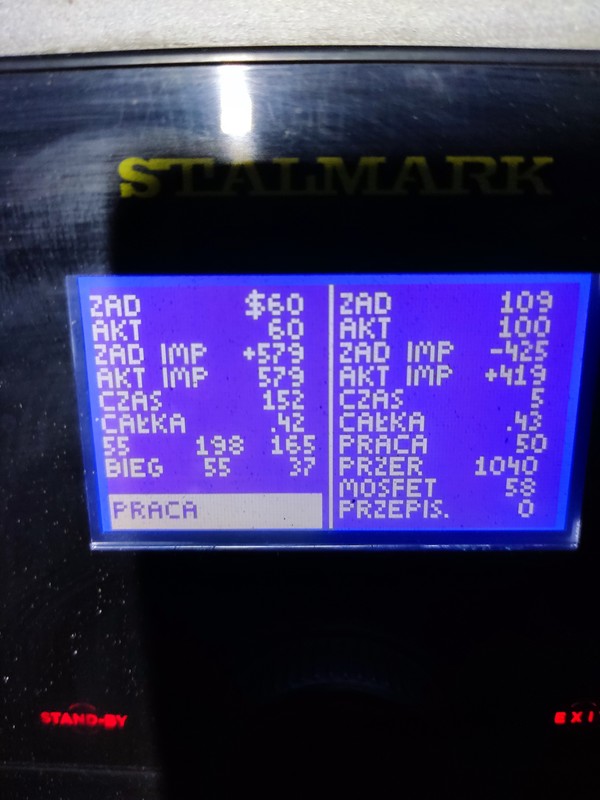 STALMARK
ZAD $60
AKT 60
ZAD IMP +579
AKT IMP 579
CZAS 152
CAŁKA .42
55 198 165
BIEG 55 37
PRACA
ZAD 109
AKT 100
ZAD IMP -425
AKT IMP +419
CZAS 5
CAŁKA .43
PRACA 50
PRZER 1040
MOSFET 58
PRZEPIS. 0
STAND-BY
EXI